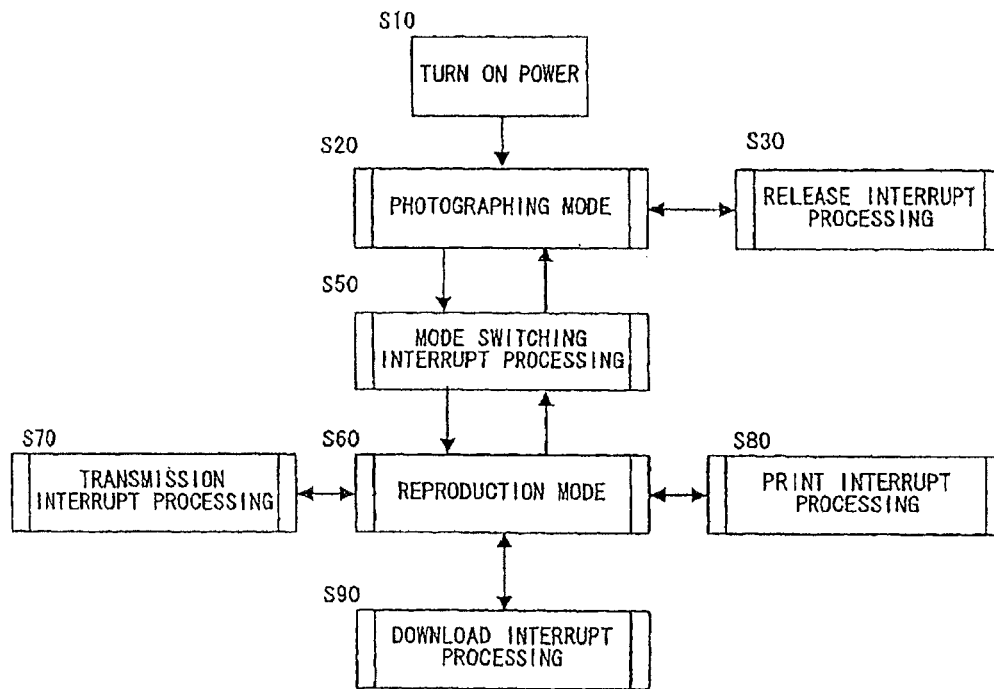 S10
TURN ON POWER
S20
PHOTOGRAPHING MODE
S30
RELEASE INTERRUPT
PROCESSING
S50
MODE SWITCHING
INTERRUPT PROCESSING
S70
TRANSMISSION
INTERRUPT PROCESSING
S60
REPRODUCTION MODE
S80
PRINT INTERRUPT
PROCESSING
S90
DOWNLOAD INTERRUPT
PROCESSING